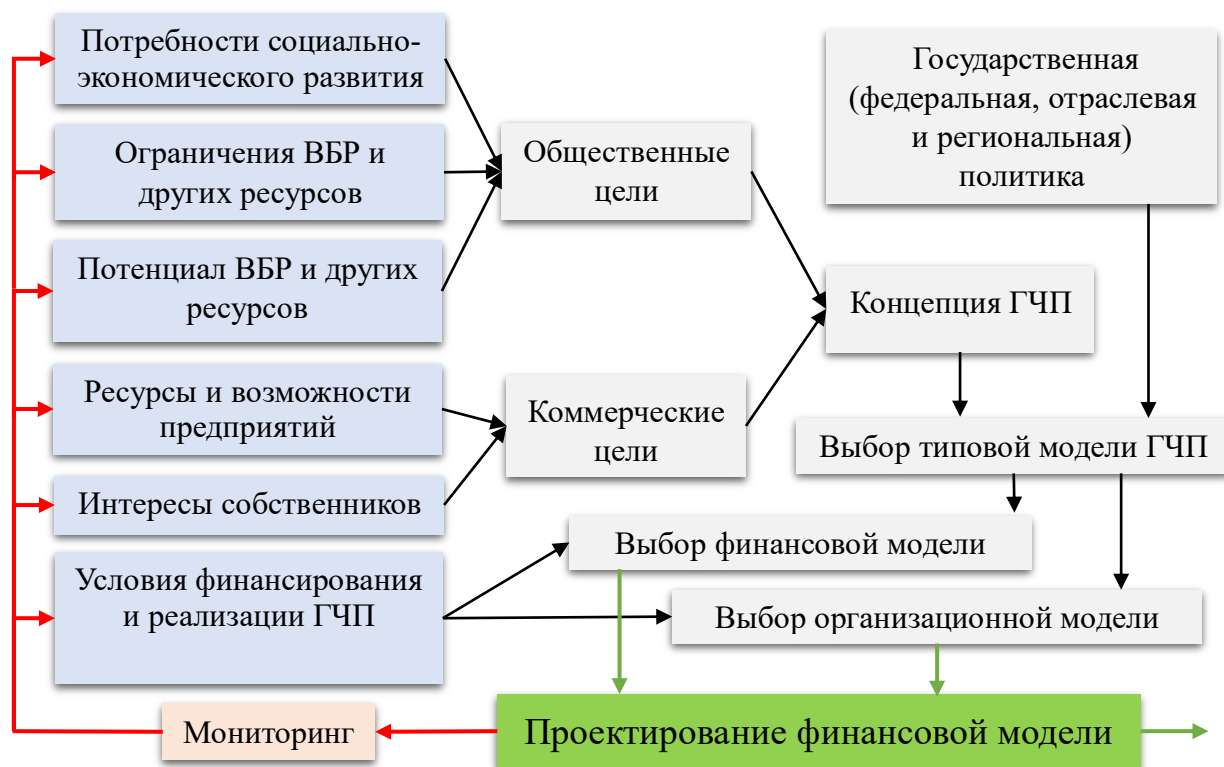 Потребности социально-
экономического развития
Ограничения ВБР и
других ресурсов
Потенциал ВБР и других
ресурсов
Ресурсы и возможности
предприятий
Интересы собственников
Условия финансирования
и реализации ГЧП
Общественные
цели
Коммерческие
цели
Государственная
(федеральная, отраслевая
и региональная)
политика
Концепция ГЧП
Выбор типовой модели ГЧП
Выбор финансовой модели
Выбор организационной модели
Мониторинг
Проектирование финансовой модели